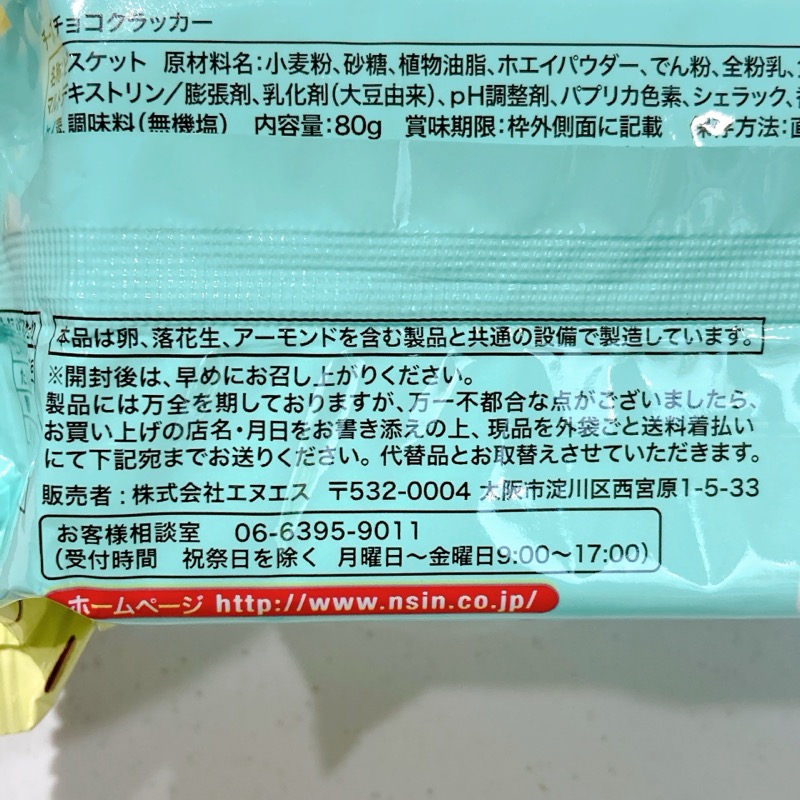 チョコクラッカー
スケット 原材料名：小麦粉、砂糖、植物油脂、ホエイパウダー、でん粉、全粉乳、
キストリン／膨張剤、乳化剤（大豆由来）、pH調整剤、パプリカ色素、シェラック、
調味料（無機塩） 内容量：80g 賞味期限：枠外側面に記載 保存方法：直
本品は卵、落花生、アーモンドを含む製品と共通の設備で製造しています。
※開封後は、早めにお召し上がりください。
製品には万全を期しておりますが、万一不都合な点がございましたら、
お買い上げの店名・月日をお書き添えの上、現品を外袋ごと送料着払い
にて下記宛までお送りください。代替品とお取替えさせていただきます。
販売者：株式会社エヌエス 〒532-0004 大阪市淀川区西宮原1-5-33
お客様相談室 06-6395-9011
（受付時間 祝祭日を除く 月曜日～金曜日9:00～17:00）
ホームページ http://www.nsin.co.jp/